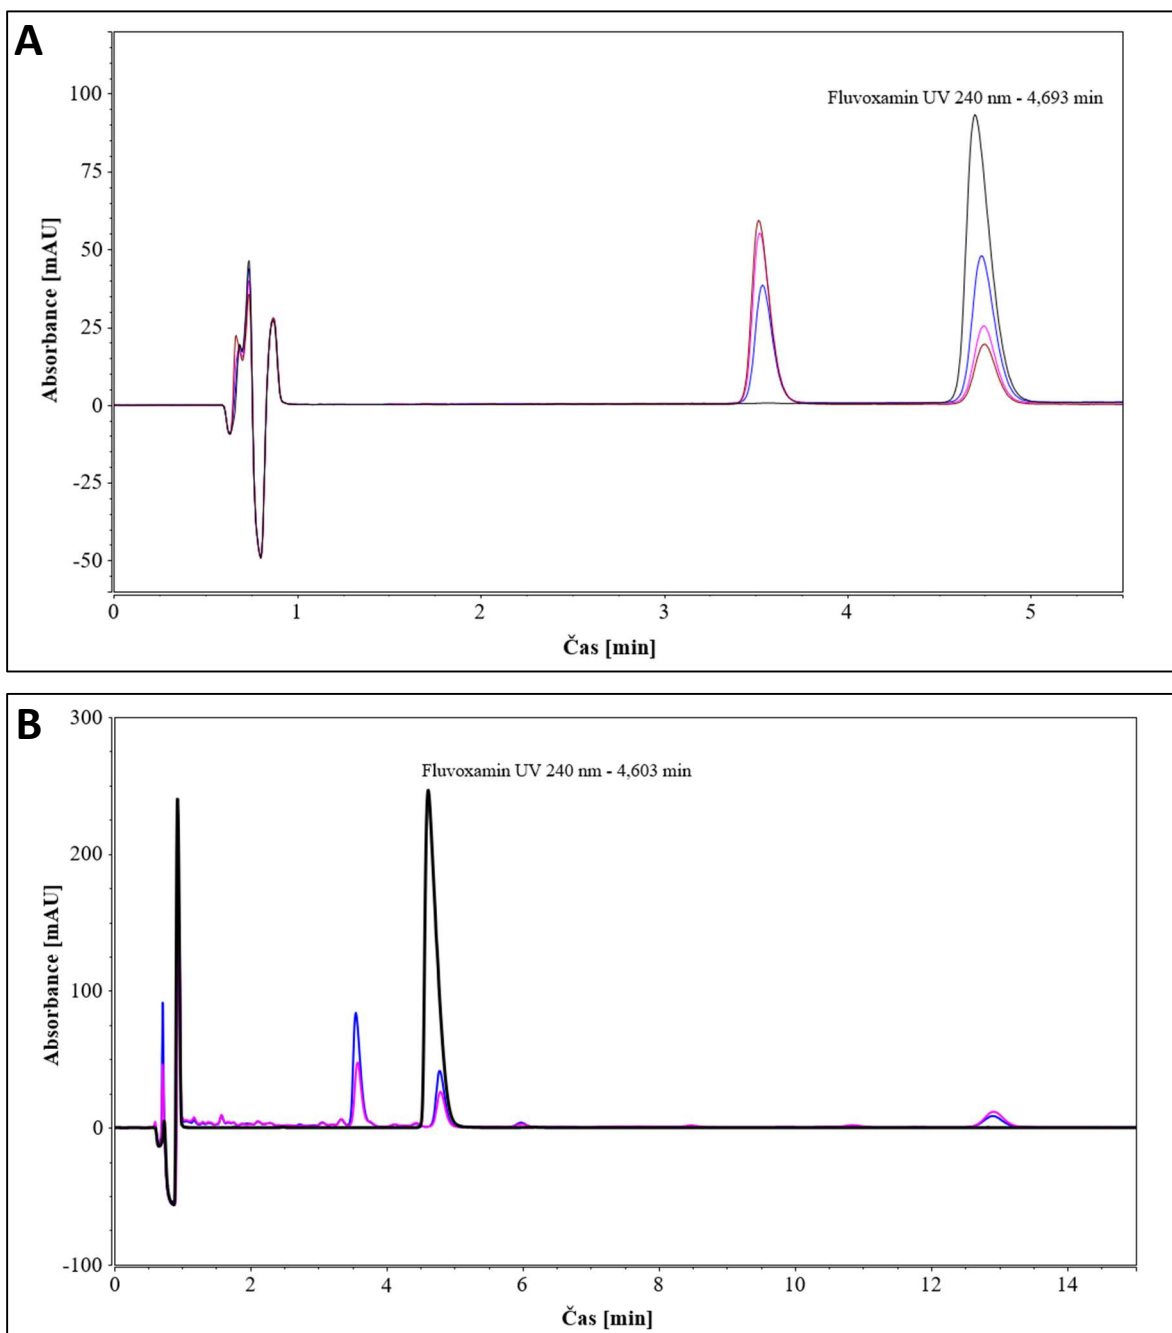 A
Fluvoxamin UV 240 nm - 4,693 min
100
75
50
25
0
-25
-50
Absorbance [mAU]
0 1 2 3 4 5
Čas [min]
B
300
Fluvoxamin UV 240 nm - 4,603 min
200
100
0
-100
Absorbance [mAU]
0 2 4 6 8 10 12 14
Čas [min]